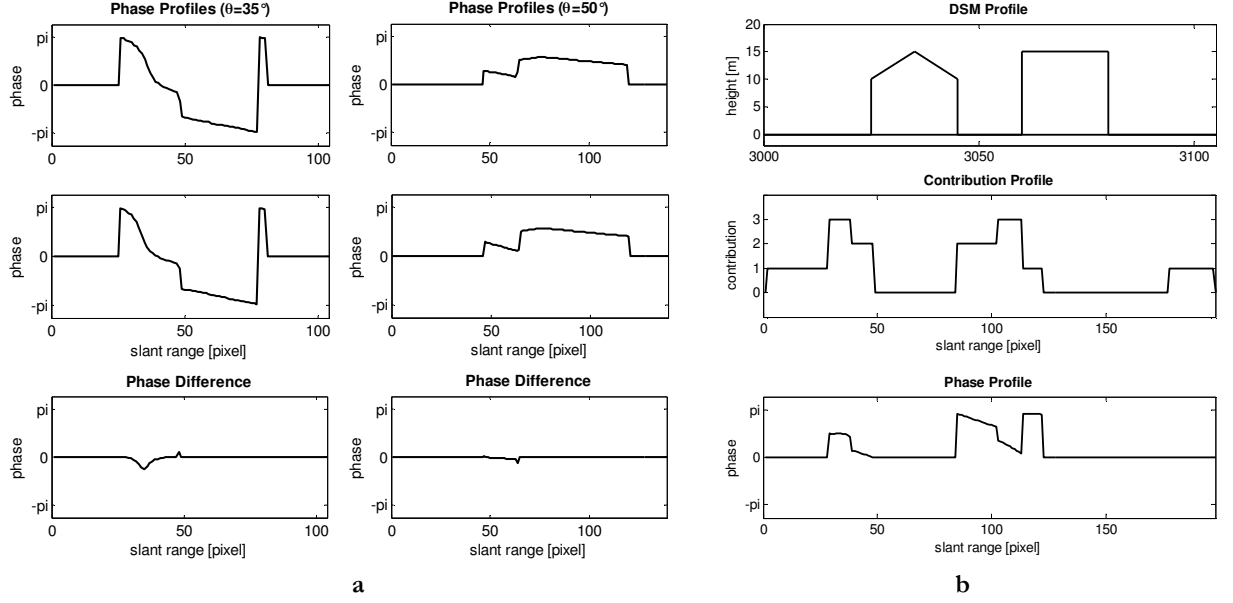 Phase Profiles (θ=35°)
phase
pi
0
-pi
0
50
100
Phase Profiles (θ=50°)
phase
pi
0
-pi
0
50
100
phase
pi
0
-pi
0
50
100
slant range [pixel]
phase
pi
0
-pi
0
50
100
slant range [pixel]
Phase Difference
phase
pi
0
-pi
0
50
100
slant range [pixel]
Phase Difference
phase
pi
0
-pi
0
50
100
slant range [pixel]
a
DSM Profile
height [m]
20
15
10
5
0
3000
3050
3100
Contribution Profile
contribution
3
2
1
0
0
50
100
150
slant range [pixel]
Phase Profile
phase
pi
0
-pi
0
50
100
150
slant range [pixel]
b